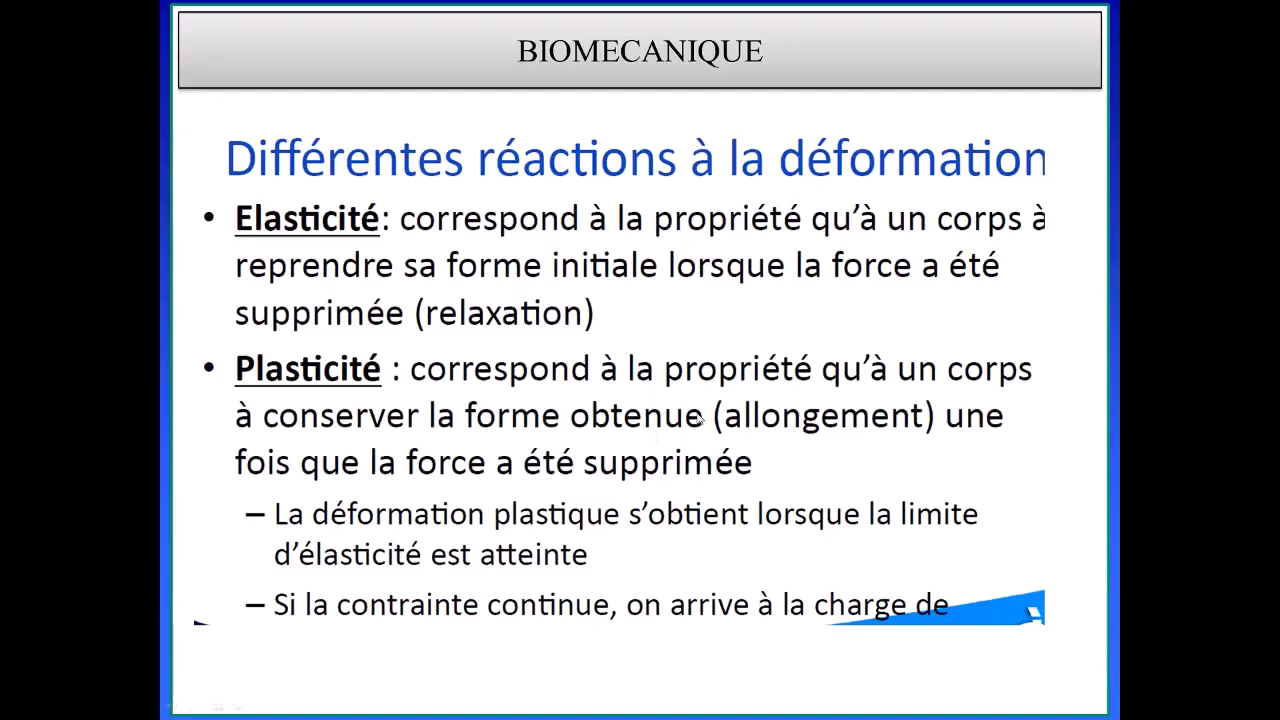 BIOMECANIQUE
Différentes réactions à la déformation
• Elasticité: correspond à la propriété qu’à un corps à
reprendre sa forme initiale lorsque la force a été
supprimée (relaxation)
• Plasticité : correspond à la propriété qu’à un corps
à conserver la forme obtenue (allongement) une
fois que la force a été supprimée
– La déformation plastique s’obtient lorsque la limite
d’élasticité est atteinte
– Si la contrainte continue, on arrive à la charge de